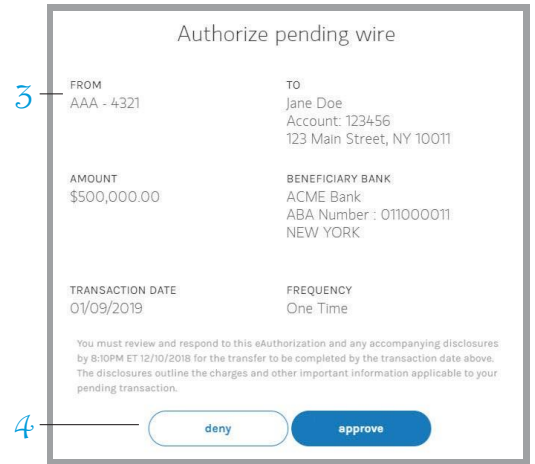 Authorize pending wire
3
FROM
AAA - 4321
TO
Jane Doe
Account: 123456
123 Main Street, NY 10011
AMOUNT
$500,000.00
BENEFICIARY BANK
ACME Bank
ABA Number : 011000011
NEW YORK
TRANSACTION DATE
01/09/2019
FREQUENCY
One Time
You must review and respond to this eAuthorization and any accompanying disclosures
by 8:10PM ET 12/10/2018 for the transfer to be completed by the transaction date above.
The disclosures outline the charges and other important information applicable to your
pending transaction.
4
deny
approve